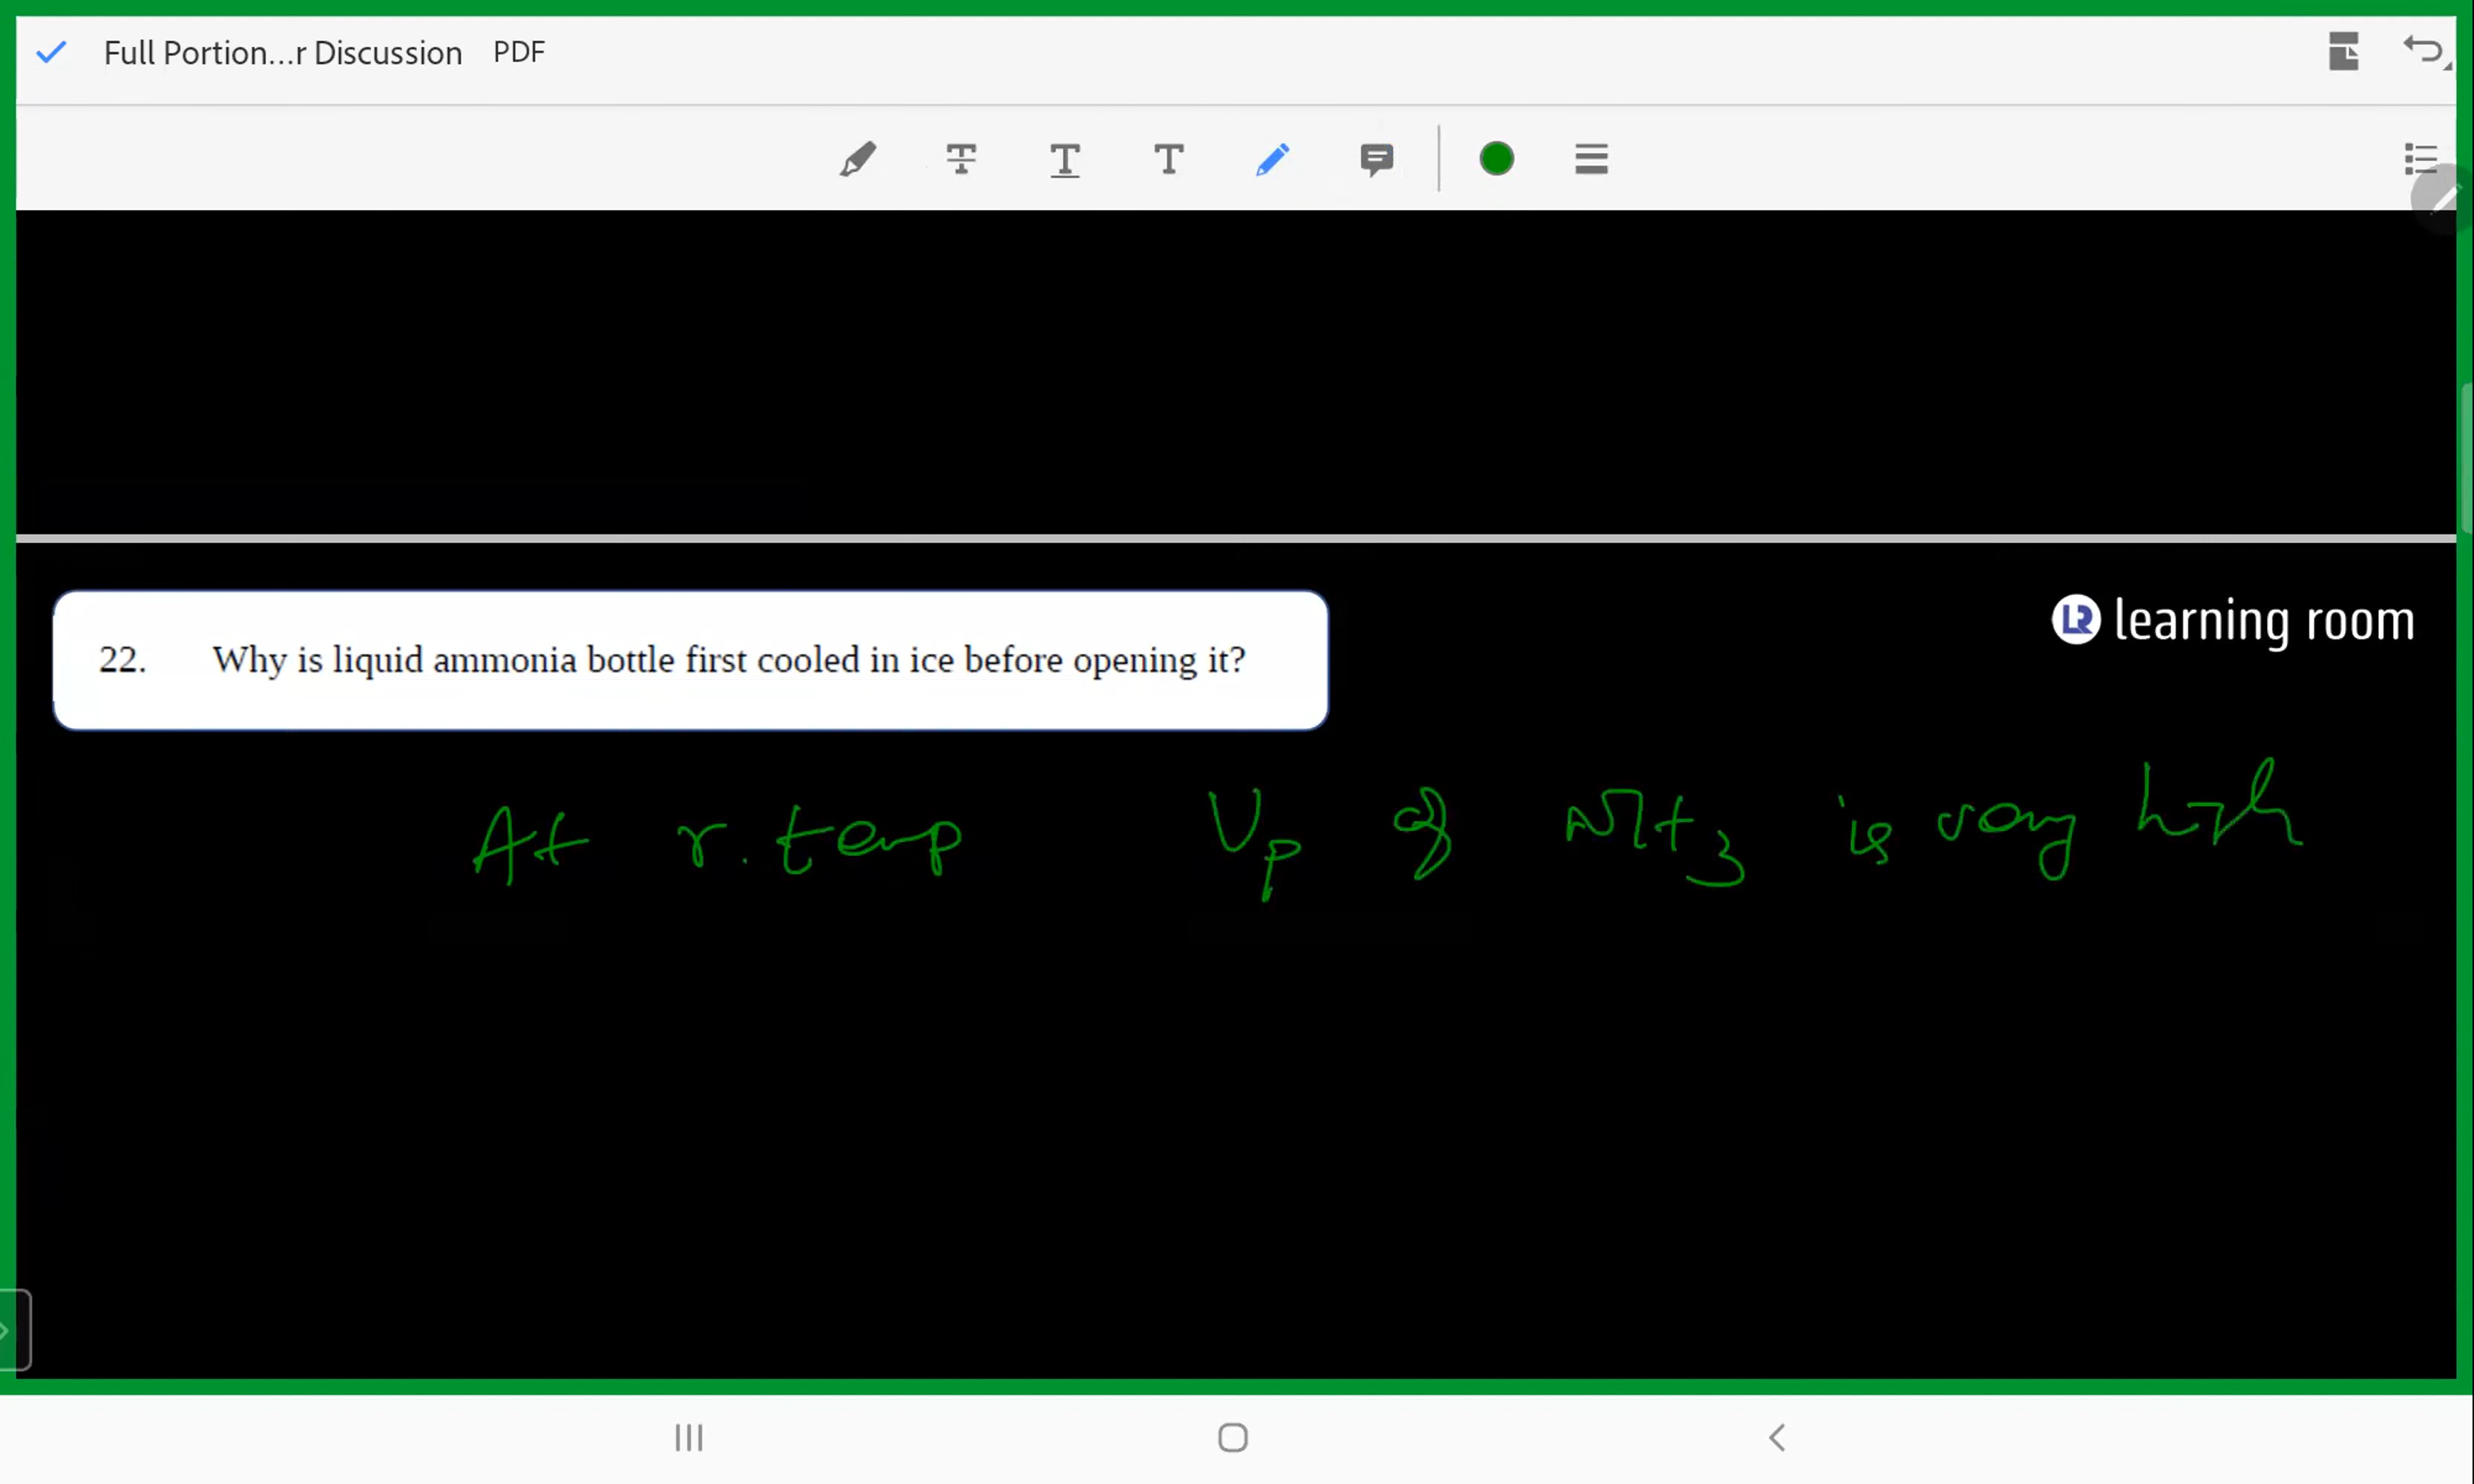 Full Portion...r Discussion PDF
learning room
22. Why is liquid ammonia bottle first cooled in ice before opening it?
At r. temp Vp of NH3 is very high